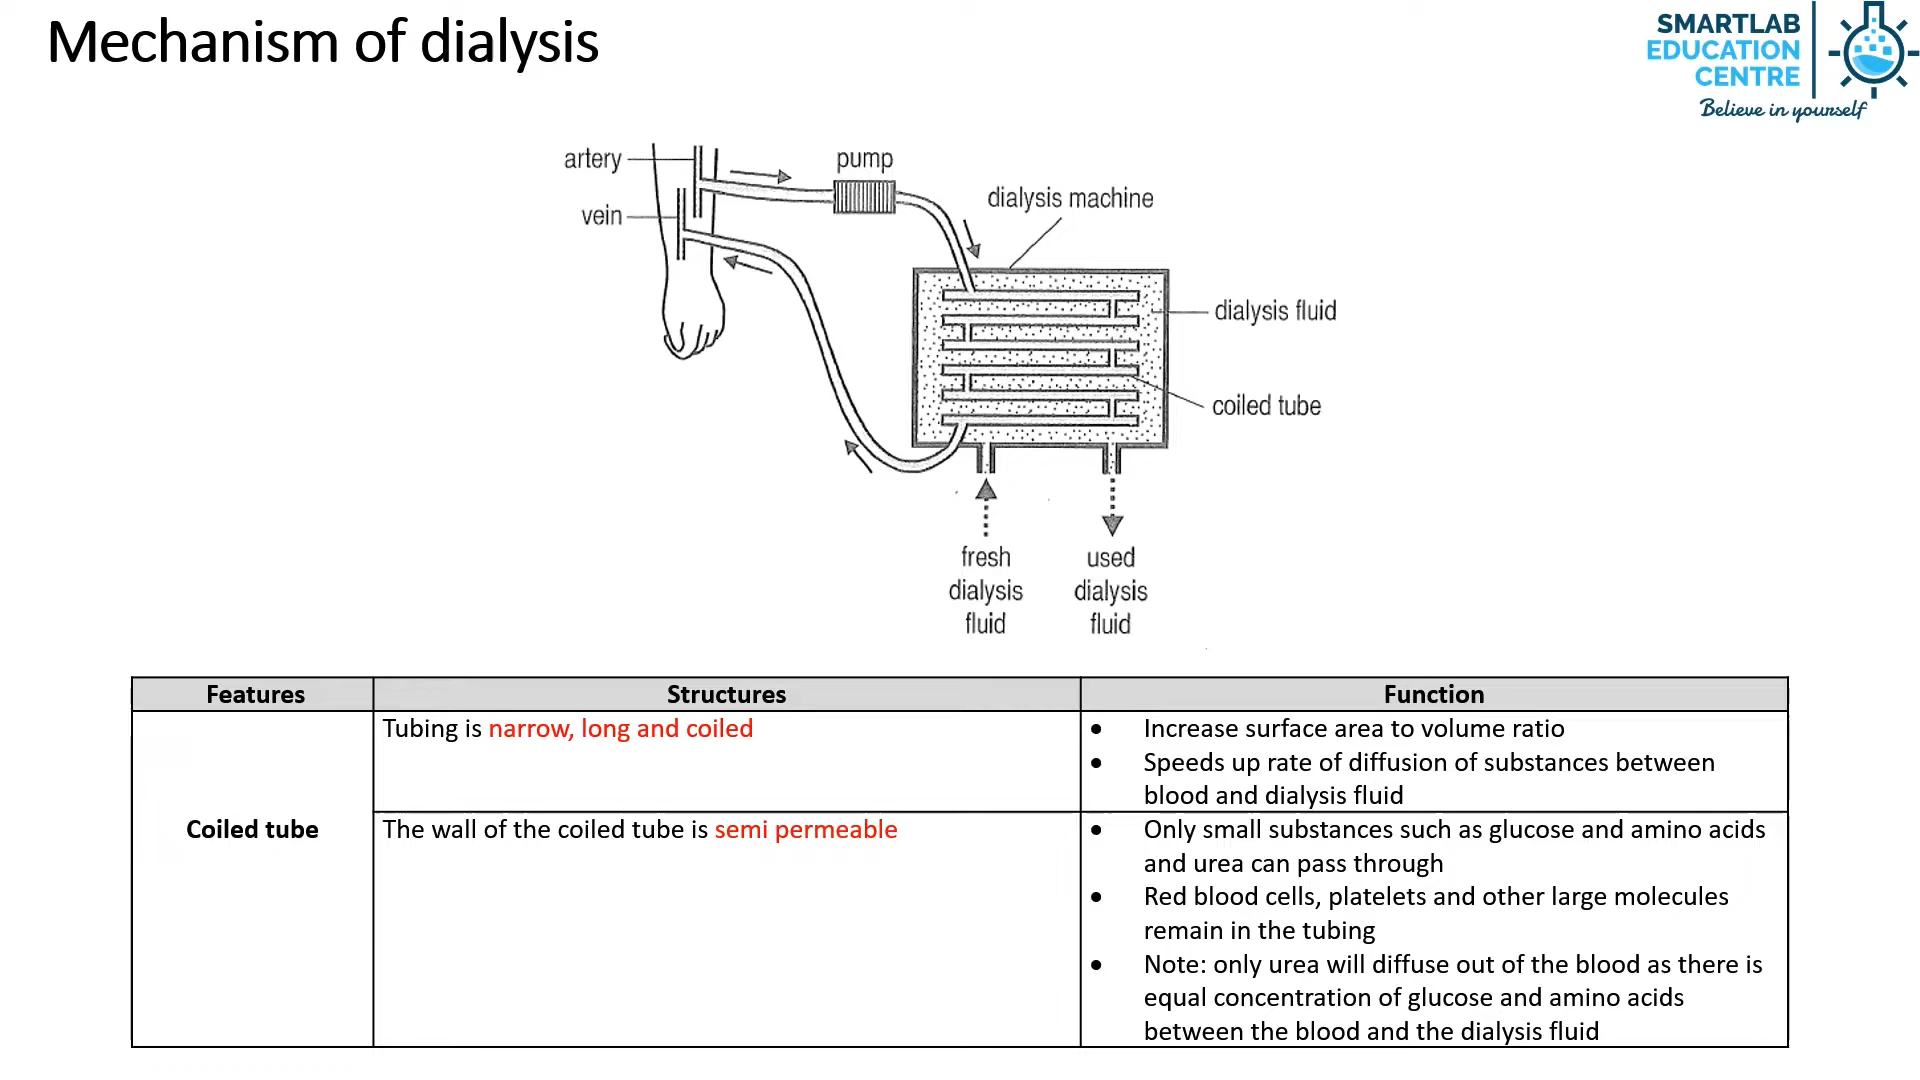 Mechanism of dialysis
SMARTLAB
EDUCATION
CENTRE
Believe in yourself
artery
pump
vein
dialysis machine
dialysis fluid
coiled tube
fresh
dialysis
fluid
used
dialysis
fluid
Features
Structures
Function
Coiled tube
Tubing is narrow, long and coiled
• Increase surface area to volume ratio
• Speeds up rate of diffusion of substances between
blood and dialysis fluid
The wall of the coiled tube is semi permeable
• Only small substances such as glucose and amino acids
and urea can pass through
• Red blood cells, platelets and other large molecules
remain in the tubing
• Note: only urea will diffuse out of the blood as there is
equal concentration of glucose and amino acids
between the blood and the dialysis fluid